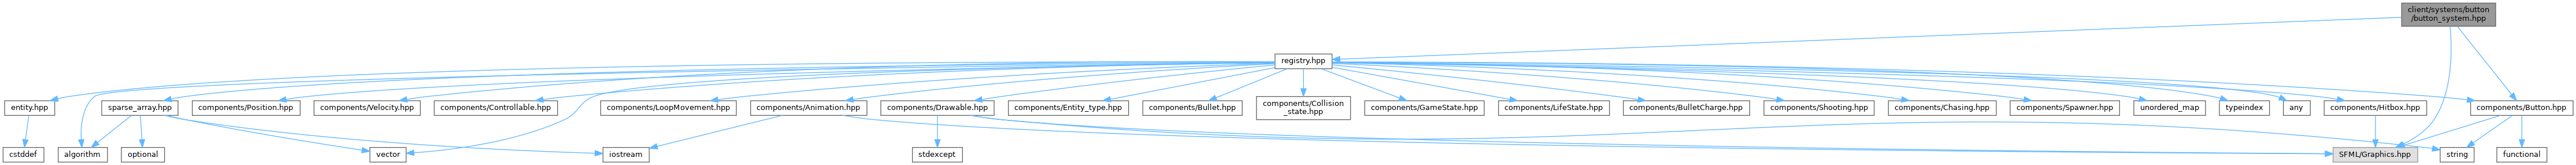 client/systems/button
/button_system.hpp
registry.hpp
entity.hpp
sparse_array.hpp
components/Position.hpp
components/Velocity.hpp
components/Controllable.hpp
components/LoopMovement.hpp
components/Animation.hpp
components/Drawable.hpp
components/Entity_type.hpp
components/Bullet.hpp
components/Collision
_state.hpp
components/GameState.hpp
components/LifeState.hpp
components/BulletCharge.hpp
components/Shooting.hpp
components/Chasing.hpp
components/Spawner.hpp
unordered_map
typeindex
any
components/Hitbox.hpp
components/Button.hpp
cstddef
algorithm
optional
vector
iostream
stdexcept
SFML/Graphics.hpp
string
functional